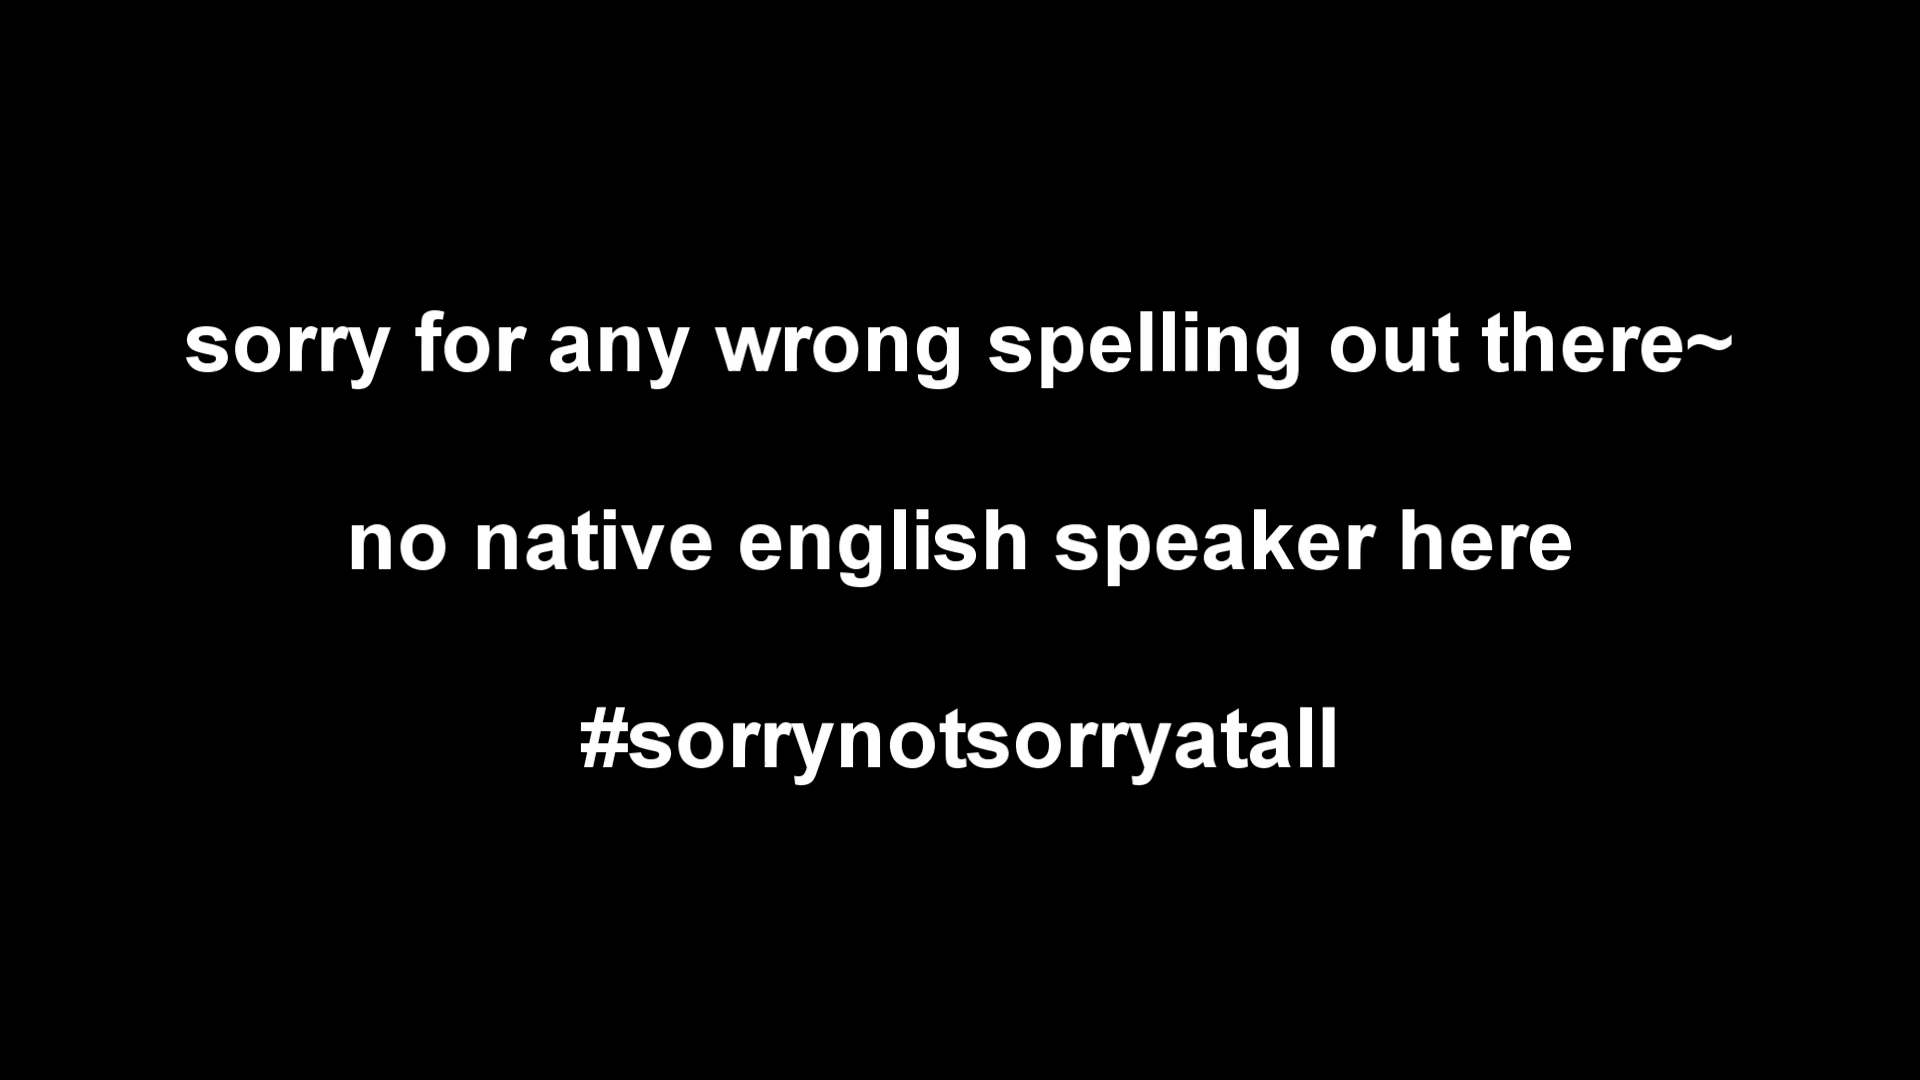 sorry for any wrong spelling out there~
no native english speaker here
#sorrynotsorryatall